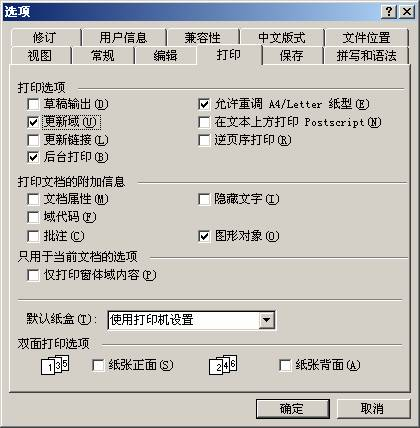 选项
修订 用户信息 兼容性 中文版式 文件位置
视图 常规 编辑 打印 保存 拼写和语法
打印选项
草稿输出(D) 允许重调 A4/Letter 纸型(E)
更新域(U) 在文本上方打印 Postscript(N)
更新链接(L) 逆页序打印(R)
后台打印(B)
打印文档的附加信息
文档属性(M) 隐藏文字(I)
域代码(F)
批注(C) 图形对象(O)
只用于当前文档的选项
仅打印窗体域内容(P)
默认纸盒(T): 使用打印机设置
双面打印选项
1 3 5 纸张正面(S) 2 4 6 纸张背面(A)
确定 取消